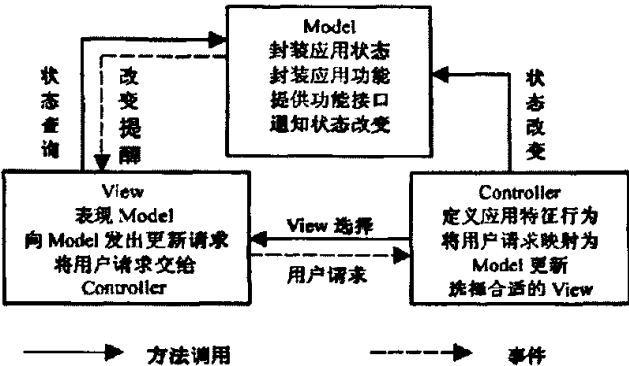 Model
封装应用状态
封装应用功能
提供功能接口
通知状态改变
状态查询
改变提醒
状态改变
View
表现 Model
向 Model 发出更新请求
将用户请求交给
Controller
View 选择
用户请求
Controller
定义应用特征行为
将用户请求映射为
Model 更新
选择合适的 View
方法调用
事件